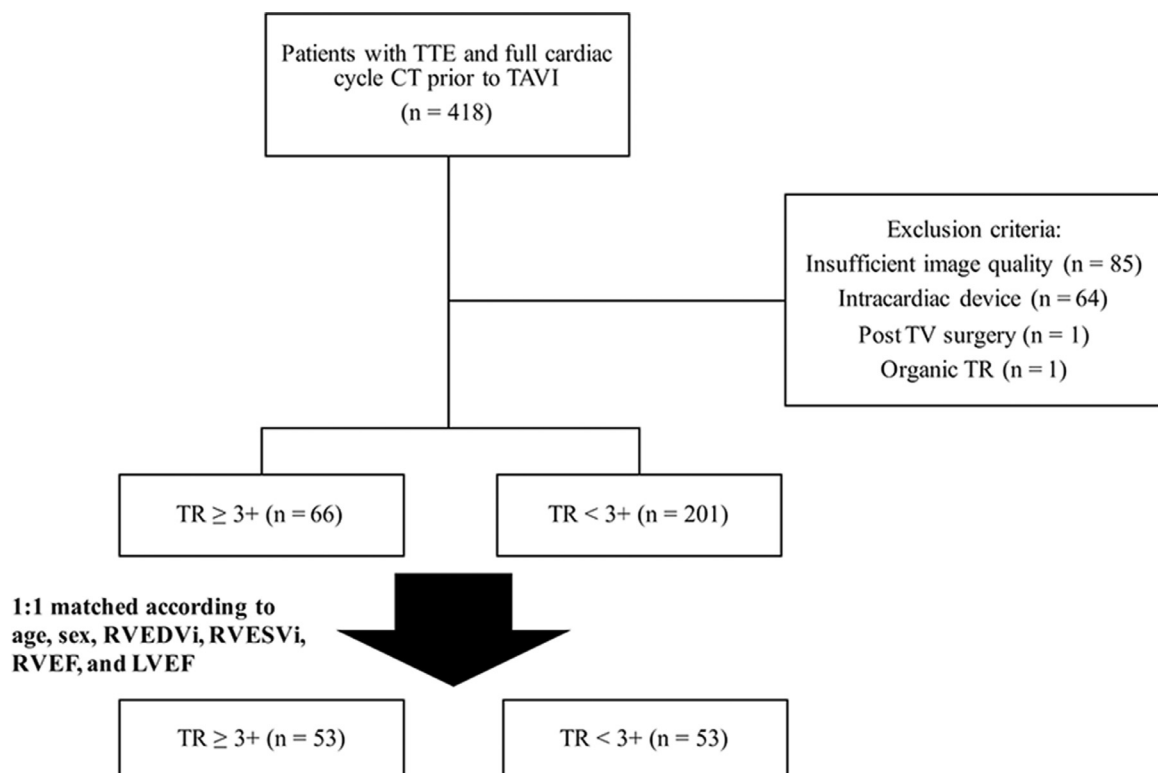 Patients with TTE and full cardiac
cycle CT prior to TAVI
(n = 418)
Exclusion criteria:
Insufficient image quality (n = 85)
Intracardiac device (n = 64)
Post TV surgery (n = 1)
Organic TR (n = 1)
TR ≥ 3+ (n = 66)
TR < 3+ (n = 201)
1:1 matched according to
age, sex, RVEDVi, RVESVi,
RVEF, and LVEF
TR ≥ 3+ (n = 53)
TR < 3+ (n = 53)